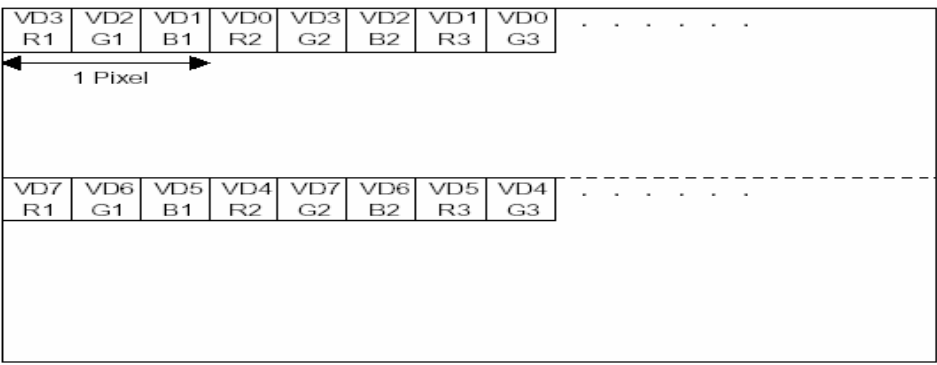 VD3 VD2 VD1 VD0 VD3 VD2 VD1 VD0 . . . . . .
R1 G1 B1 R2 G2 B2 R3 G3
1 Pixel
VD7 VD6 VD5 VD4 VD7 VD6 VD5 VD4 . . . . . .
R1 G1 B1 R2 G2 B2 R3 G3